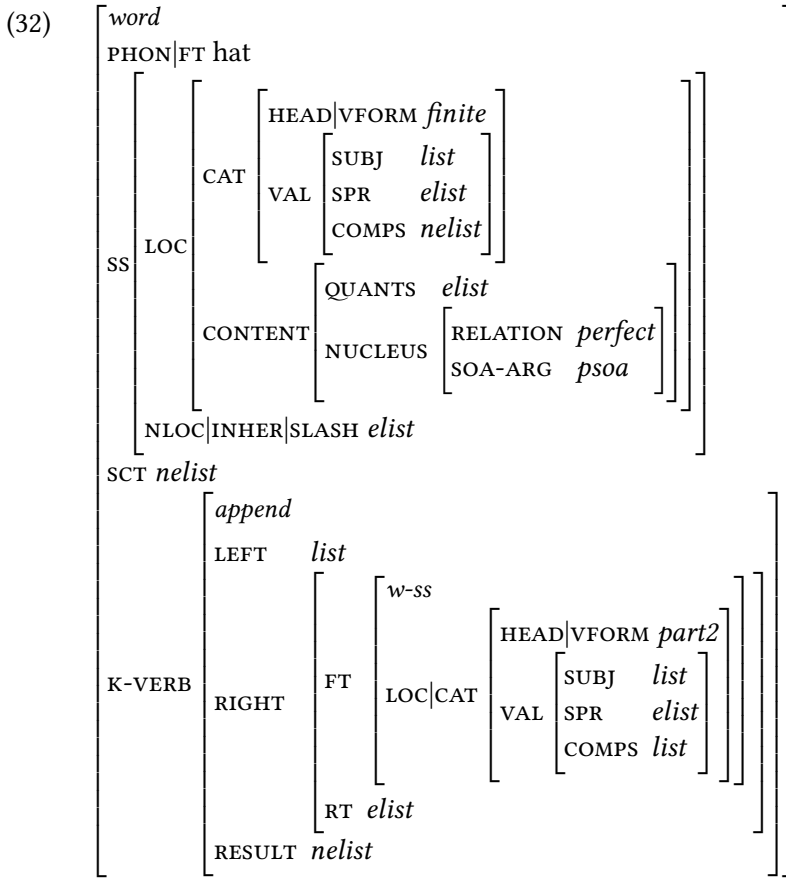 (32)
word
PHON|FT hat
HEAD|VFORM finite
SUBJ list
CAT
VAL SPR elist
COMPS nelist
LOC
SS
QUANTS elist
CONTENT
RELATION perfect
NUCLEUS
SOA-ARG psoa
NLOC|INHER|SLASH elist
SCT nelist
append
LEFT list
w-ss
HEAD|VFORM part2
SUBJ list
K-VERB RIGHT FT LOC|CAT VAL SPR elist
COMPS list
RT elist
RESULT nelist